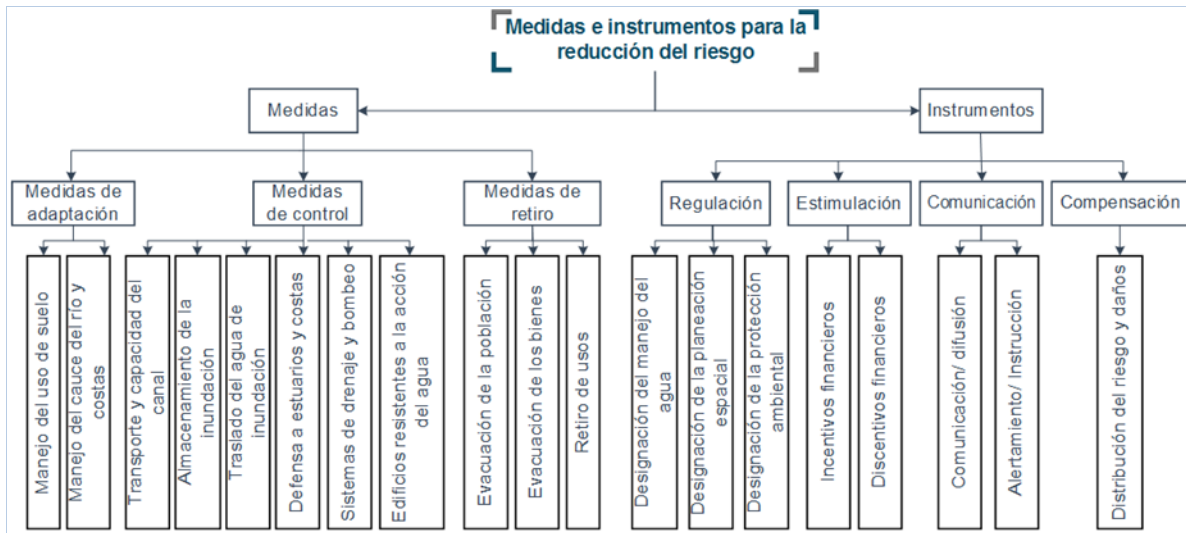 Medidas e instrumentos para la
reducción del riesgo
Medidas
Instrumentos
Medidas de
adaptación
Medidas
de control
Medidas de
retiro
Regulación
Estimulación
Comunicación
Compensación
Manejo del uso de suelo
Manejo del cauce del río y
costas
Transporte y capacidad del
canal
Almacenamiento de la
inundación
Traslado del agua de
inundación
Defensa a estuarios y costas
Sistemas de drenaje y bombeo
Edificios resistentes a la acción
del agua
Evacuación de la población
Evacuación de los bienes
Retiro de usos
Designación del manejo del
agua
Designación de la planeación
espacial
Designación de la protección
ambiental
Incentivos financieros
Discentivos financieros
Comunicación/ difusión
Alertamiento/ Instrucción
Distribución del riesgo y daños